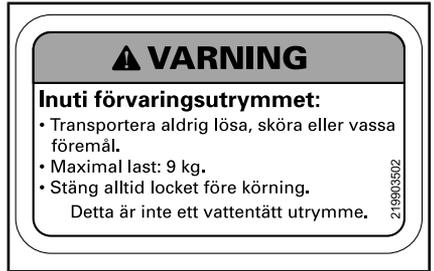 VARNING
Inuti förvaringsutrymmet:
• Transportera aldrig lösa, sköra eller vassa
föremål.
• Maximal last: 9 kg.
• Stäng alltid locket före körning.
Detta är inte ett vattentätt utrymme.
219903502